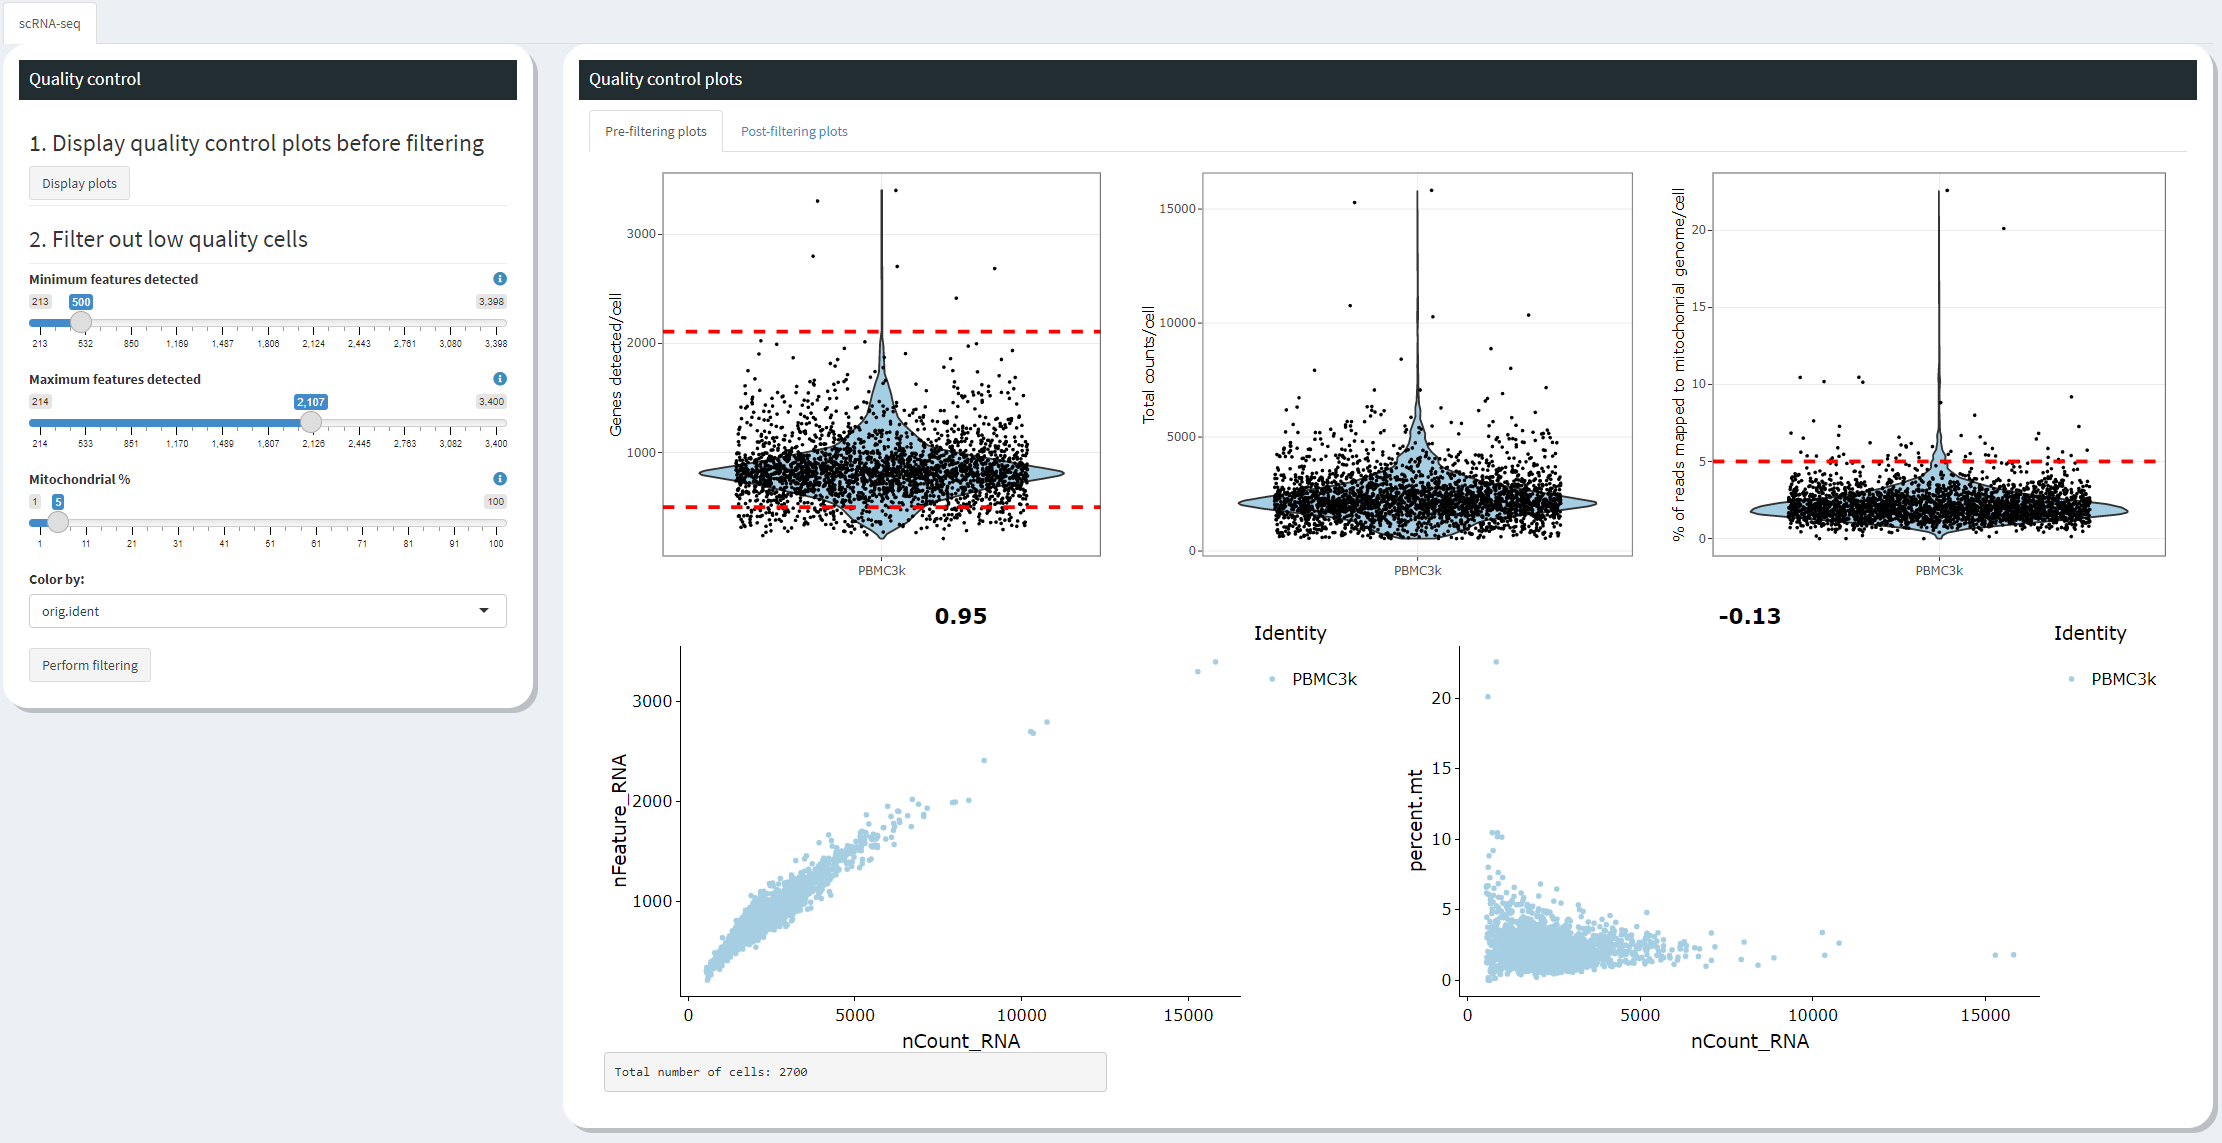 scRNA-seq
Quality control
1. Display quality control plots before filtering
Display plots
2. Filter out low quality cells
Minimum features detected
213 500 3,398
213 532 850 1,169 1,487 1,806 2,124 2,443 2,761 3,080 3,398
Maximum features detected
214 2,107 3,400
214 533 851 1,170 1,489 1,807 2,126 2,445 2,763 3,082 3,400
Mitochondrial %
1 5 100
1 11 21 31 41 51 61 71 81 91 100
Color by:
orig.ident
Perform filtering
Quality control plots
Pre-filtering plots Post-filtering plots
Genes detected/cell
3000
2000
1000
PBMC3k
Total counts/cell
15000
10000
5000
0
PBMC3k
% of reads mapped to mitochonrial genome/cell
20
15
10
5
0
PBMC3k
0.95
Identity
PBMC3k
nFeature_RNA
3000
2000
1000
0 5000 10000 15000
nCount_RNA
-0.13
Identity
PBMC3k
percent.mt
20
15
10
5
0
0 5000 10000 15000
nCount_RNA
Total number of cells: 2700